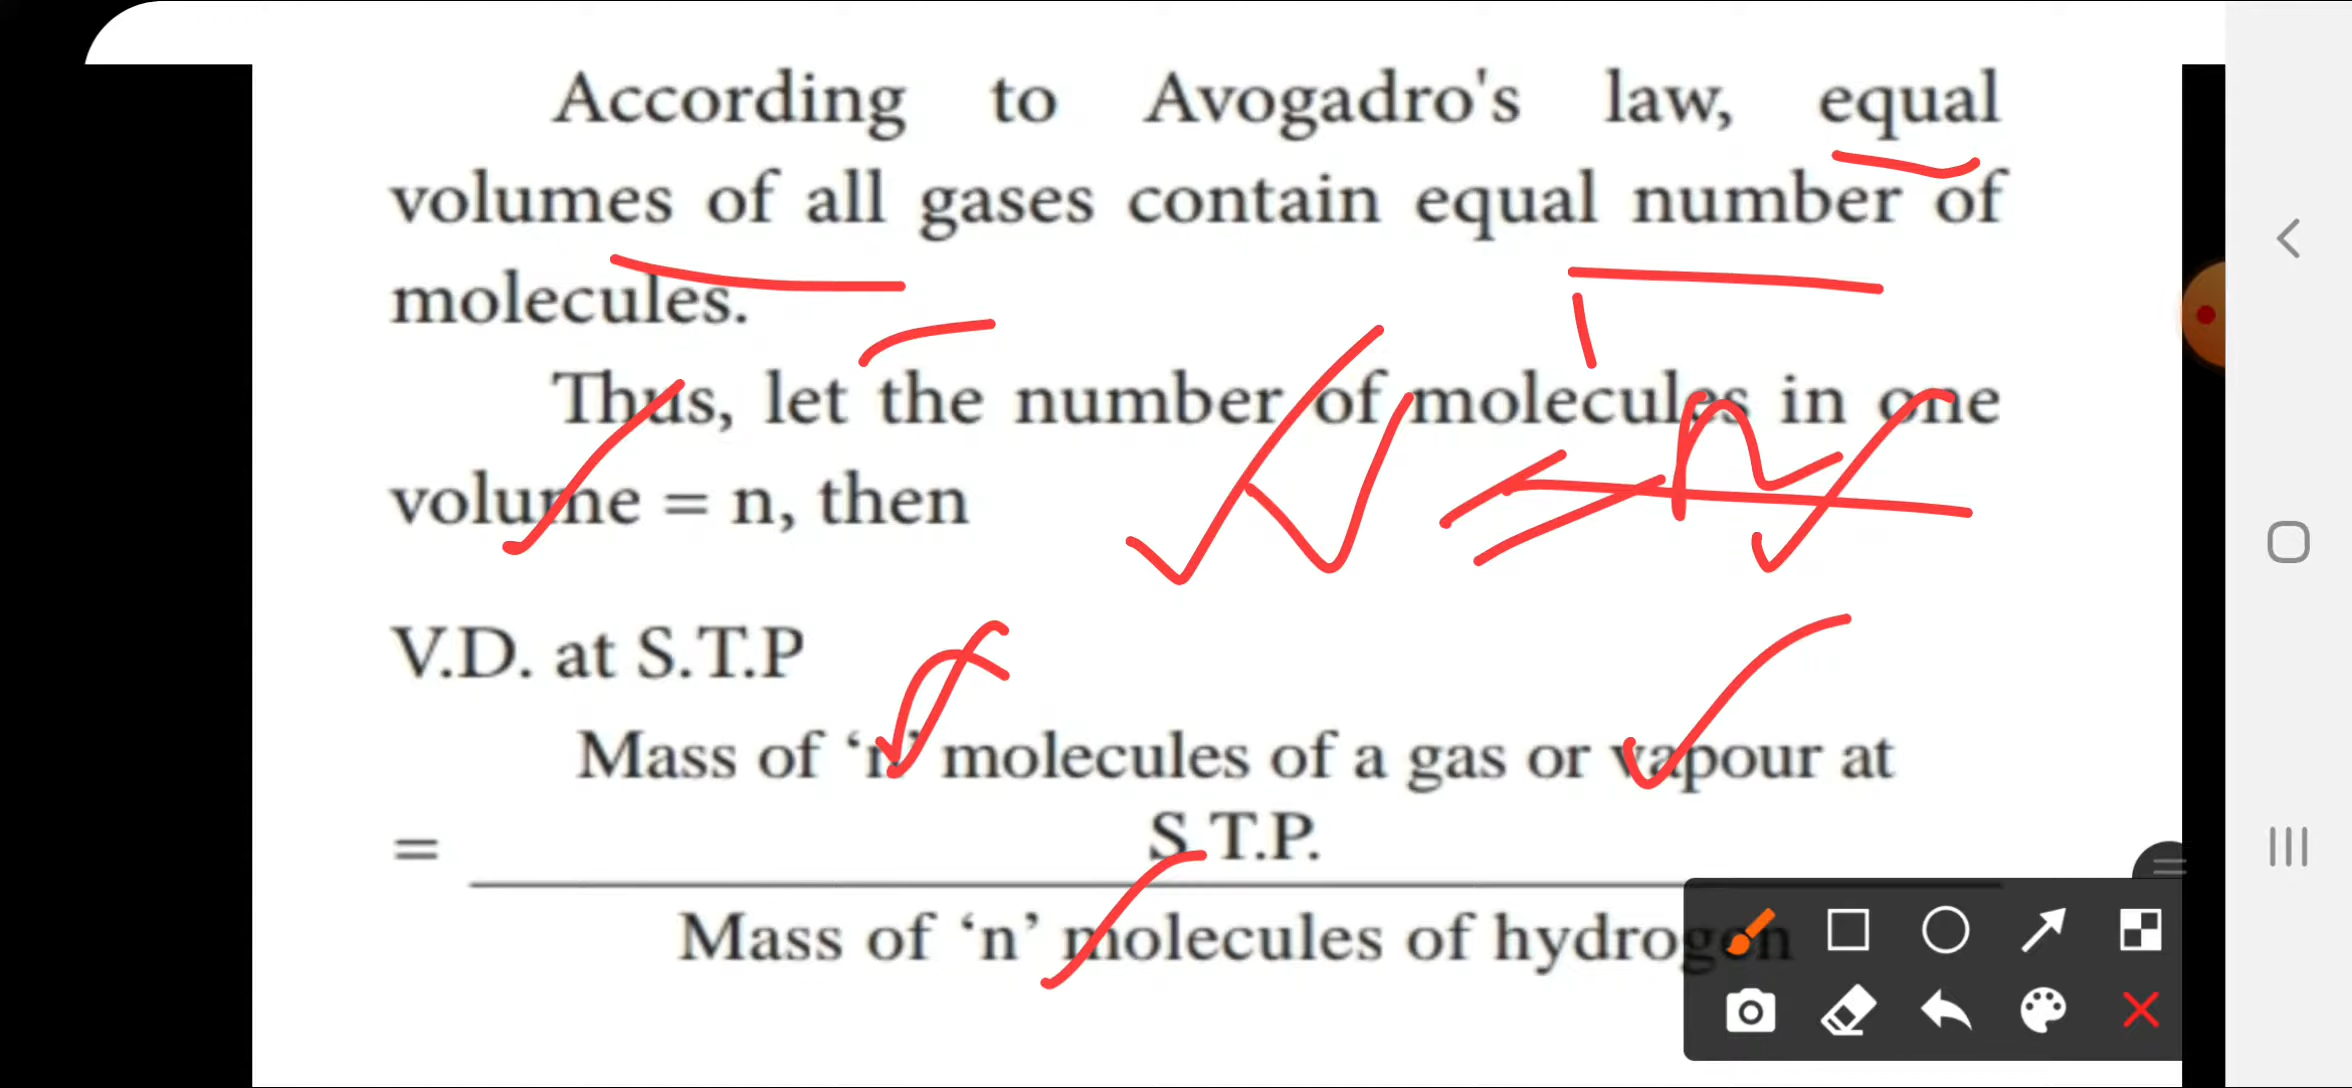 According to Avogadro's law, equal
volumes of all gases contain equal number of
molecules.
Thus, let the number of molecules in one
volume = n, then
= n
V.D. at S.T.P
Mass of ‘n’ molecules of a gas or vapour at
S.T.P.
=
Mass of ‘n’ molecules of hydrogen